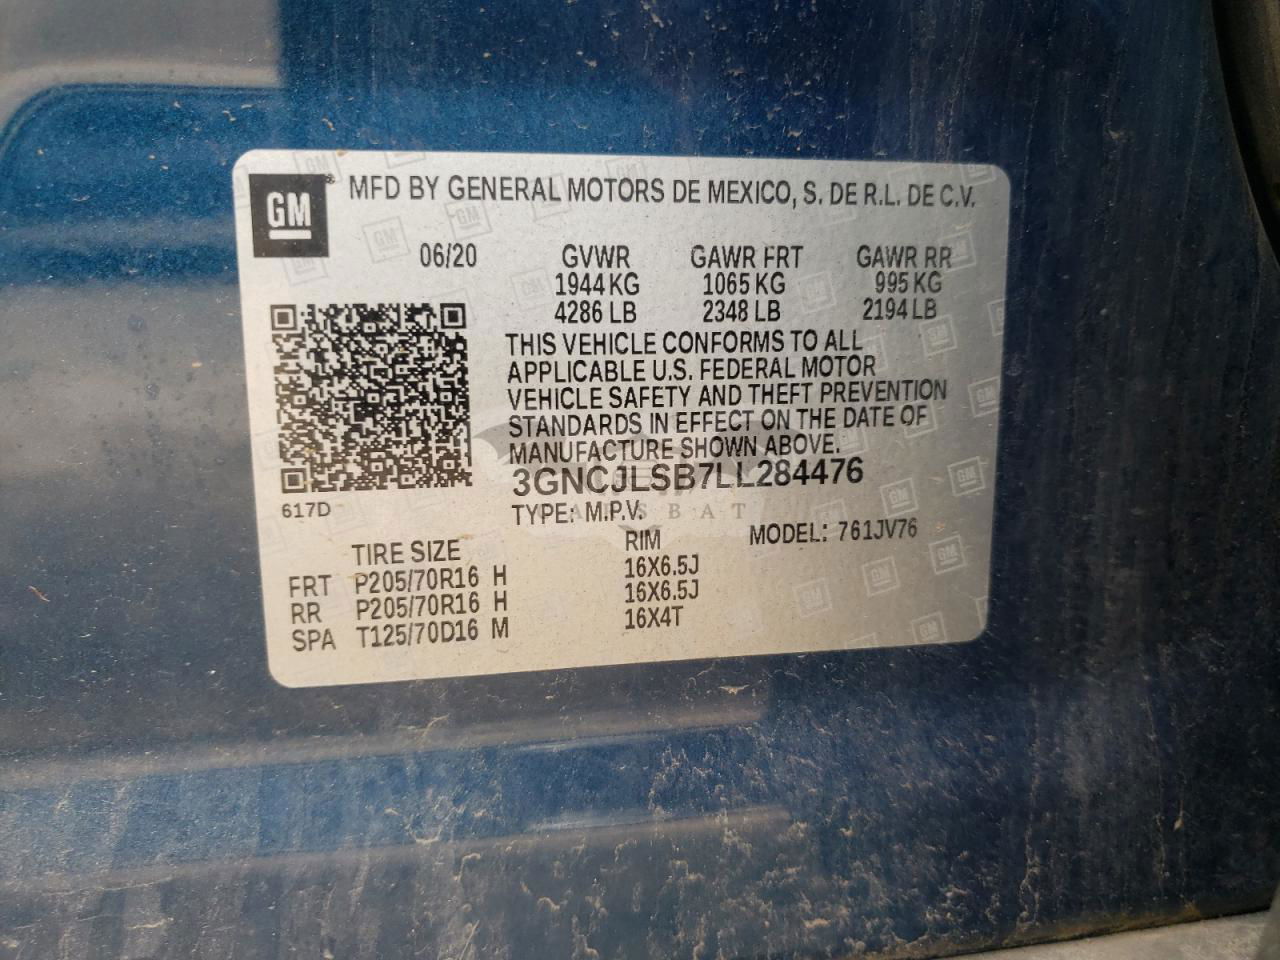 GM ® MFD BY GENERAL MOTORS DE MEXICO, S. DE R.L. DE C.V.
06/20 GVWR GAWR FRT GAWR RR
1944 KG 1065 KG 995 KG
4286 LB 2348 LB 2194 LB
THIS VEHICLE CONFORMS TO ALL
APPLICABLE U.S. FEDERAL MOTOR
VEHICLE SAFETY AND THEFT PREVENTION
STANDARDS IN EFFECT ON THE DATE OF
MANUFACTURE SHOWN ABOVE.
3GNCJLSB7LL284476
617D
TYPE: M.P.V. MODEL: 761JV76
TIRE SIZE RIM
FRT P205/70R16 H 16X6.5J
RR P205/70R16 H 16X6.5J
SPA T125/70D16 M 16X4T